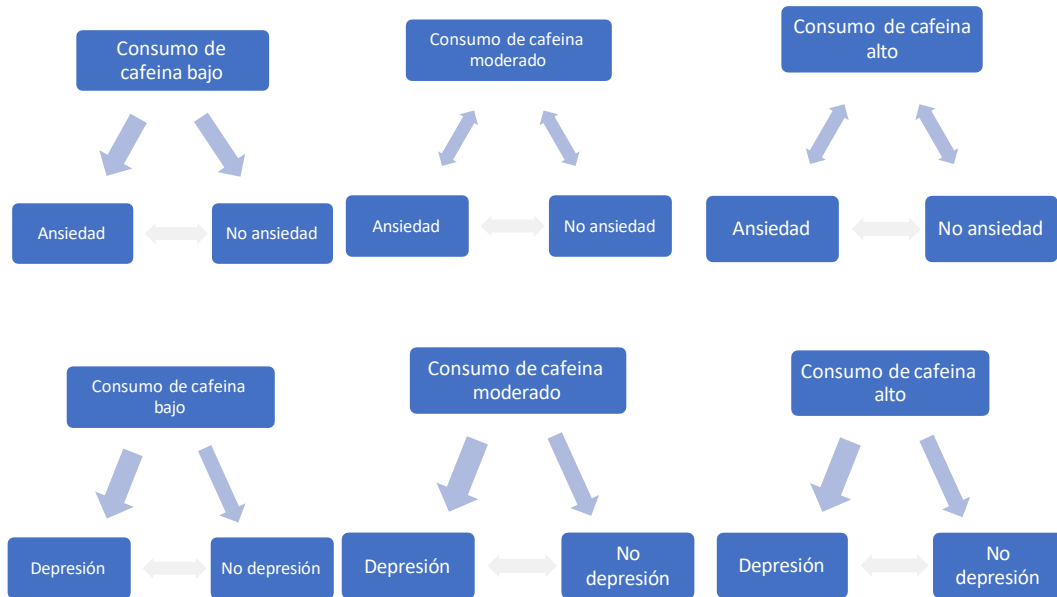 Consumo de
cafeina bajo
Consumo de cafeina
moderado
Consumo de cafeina
alto
Ansiedad
No ansiedad
Ansiedad
No ansiedad
Ansiedad
No ansiedad
Consumo de cafeina
bajo
Consumo de cafeina
moderado
Consumo de cafeina
alto
Depresión
No depresión
Depresión
No
depresión
Depresión
No
depresión